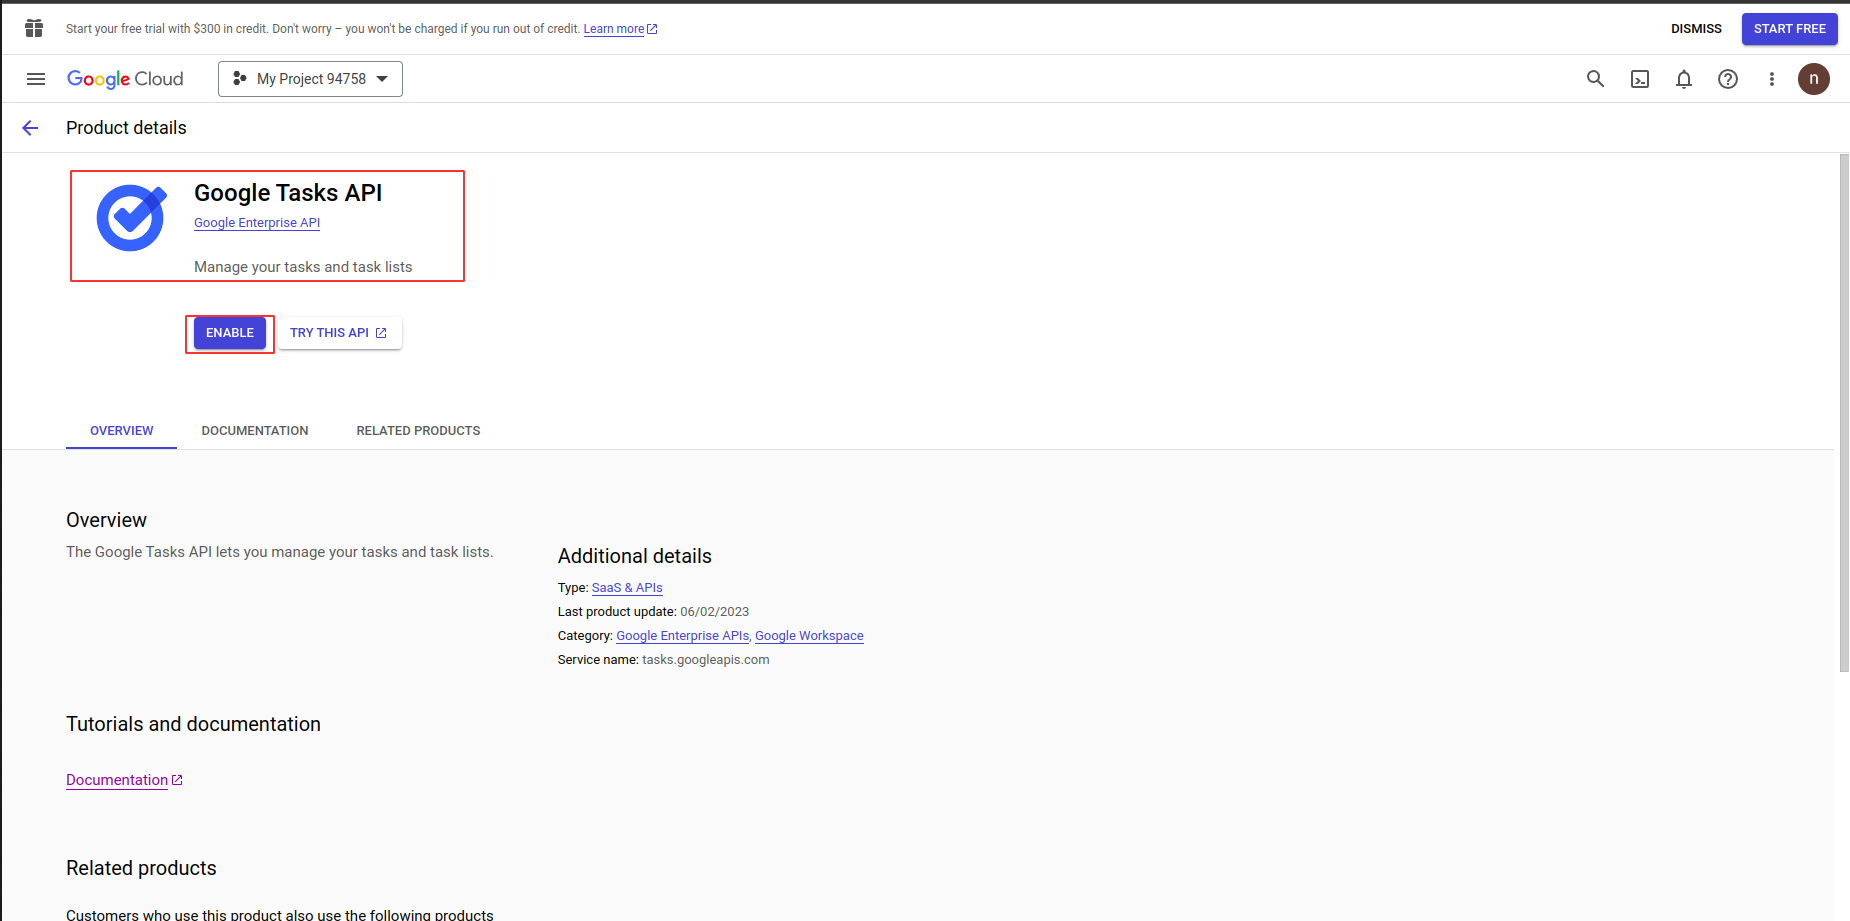 Start your free trial with $300 in credit. Don't worry – you won't be charged if you run out of credit. Learn more
DISMISS
START FREE
Google Cloud
My Project 94758
n
Product details
Google Tasks API
Google Enterprise API
Manage your tasks and task lists
ENABLE
TRY THIS API
OVERVIEW
DOCUMENTATION
RELATED PRODUCTS
Overview
The Google Tasks API lets you manage your tasks and task lists.
Additional details
Type: SaaS & APIs
Last product update: 06/02/2023
Category: Google Enterprise APIs, Google Workspace
Service name: tasks.googleapis.com
Tutorials and documentation
Documentation
Related products
Customers who use this product also use the following products